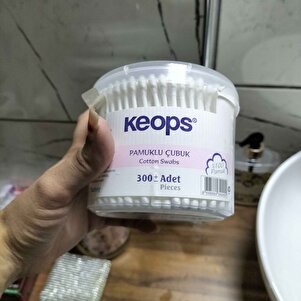 Keops®
PAMUKLU ÇUBUK
Cotton Swabs
300± Adet
Pieces